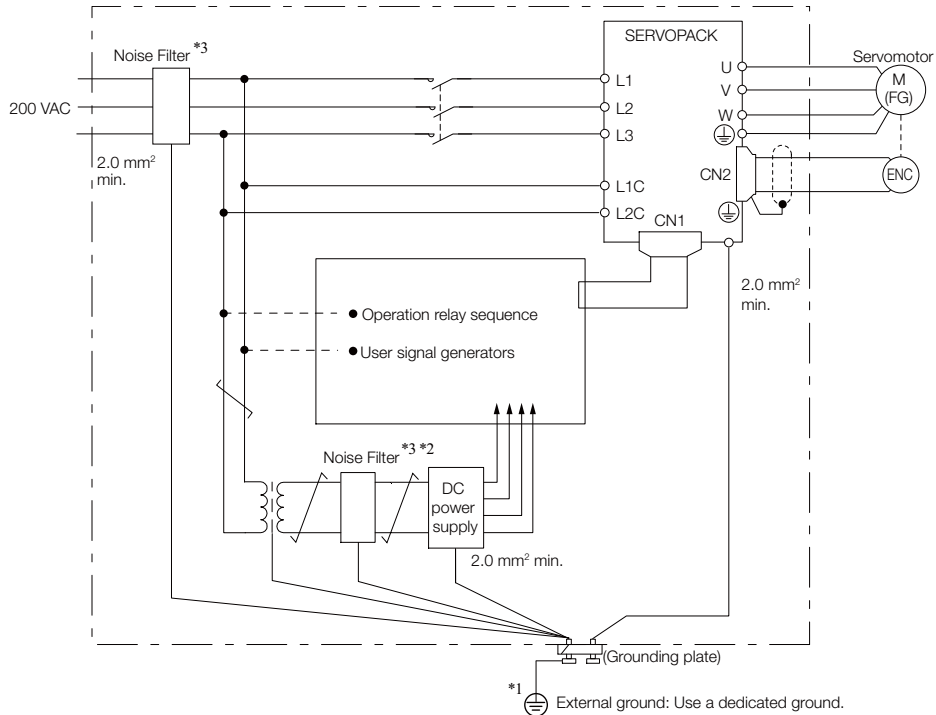 SERVOPACK
Noise Filter *3
Servomotor
U
M
(FG)
L1
V
200 VAC
L2
W
L3
2.0 mm² min.
CN2
ENC
L1C
L2C
CN1
2.0 mm² min.
Operation relay sequence
User signal generators
Noise Filter *3 *2
DC power supply
2.0 mm² min.
(Grounding plate)
*1
External ground: Use a dedicated ground.